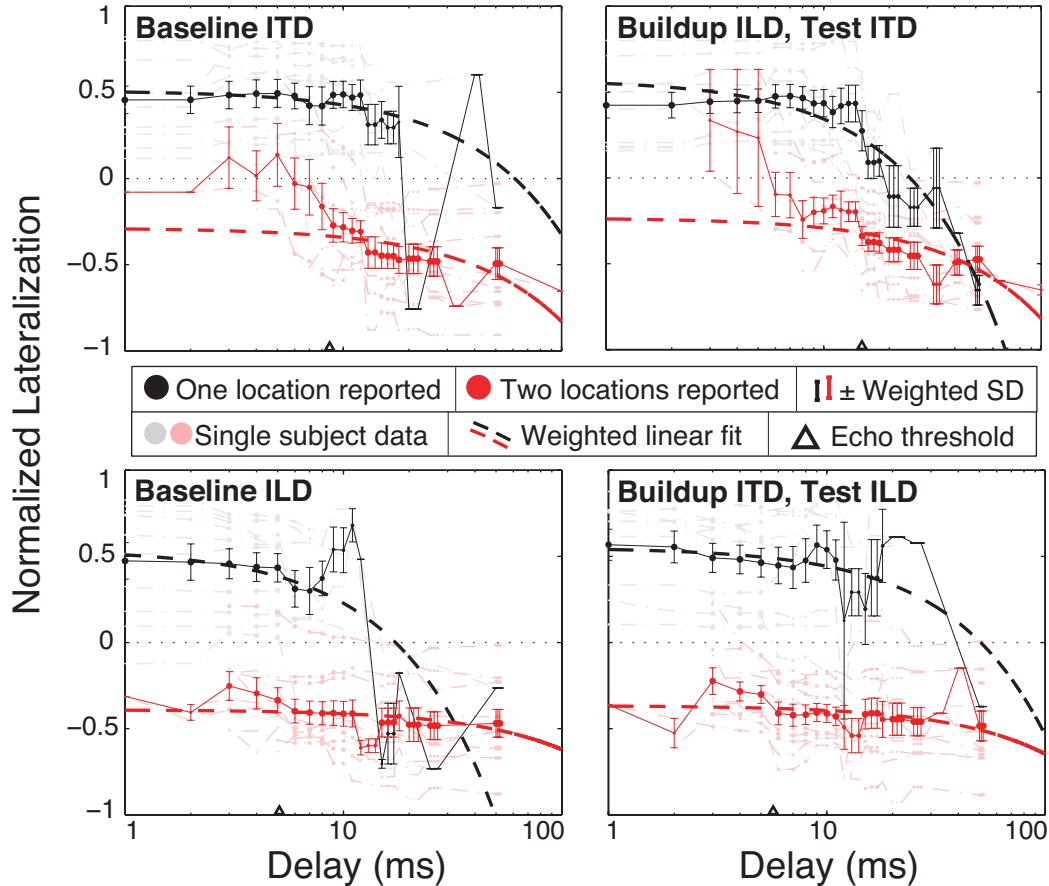 Baseline ITD
Buildup ILD, Test ITD
1
0.5
0
−0.5
−1
One location reported
Two locations reported
± Weighted SD
Single subject data
Weighted linear fit
Echo threshold
Baseline ILD
Buildup ITD, Test ILD
1
0.5
0
−0.5
−1
1
10
100
1
10
100
Delay (ms)
Delay (ms)
Normalized Lateralization